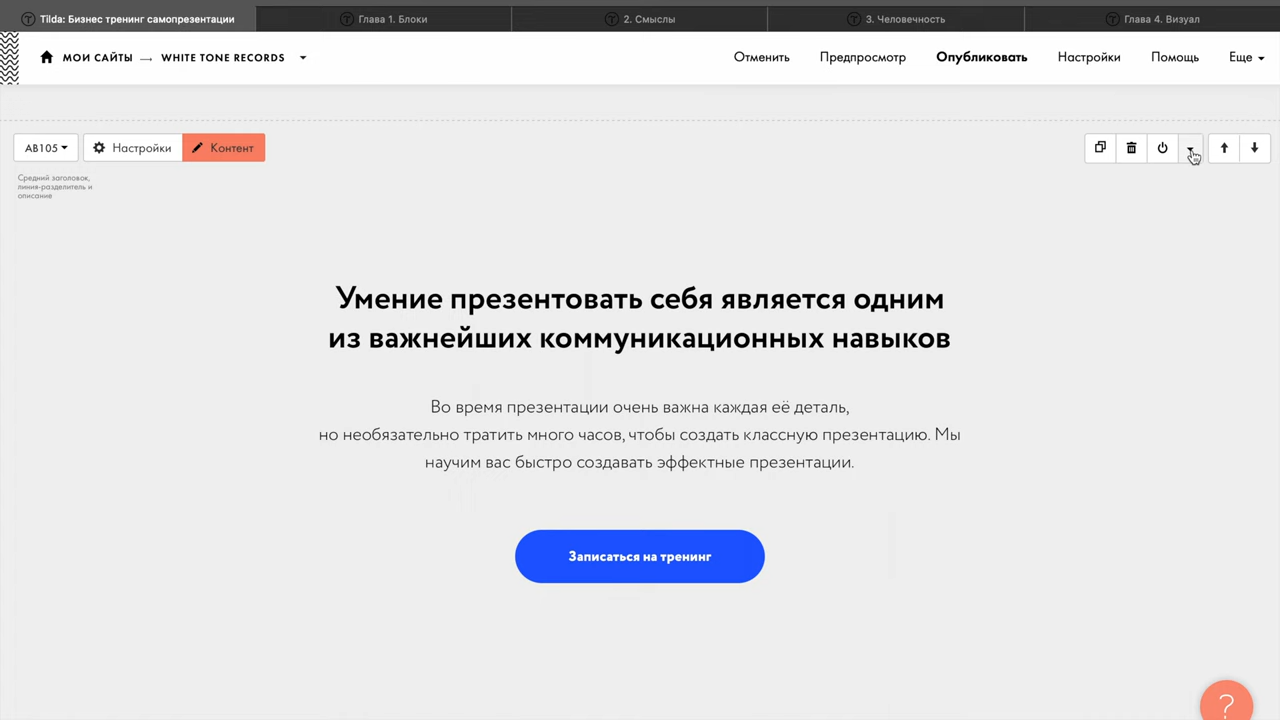 Tilda: Бизнес тренинг самопрезентации
Глава 1. Блоки
2. Смыслы
3. Человечность
Глава 4. Визуал
МОИ САЙТЫ → WHITE TONE RECORDS
Отменить
Предпросмотр
Опубликовать
Настройки
Помощь
Еще
AB105
Настройки
Контент
Средний заголовок,
линия-разделитель и
описание
Умение презентовать себя является одним
из важнейших коммуникационных навыков
Во время презентации очень важна каждая её деталь,
но необязательно тратить много часов, чтобы создать классную презентацию. Мы
научим вас быстро создавать эффектные презентации.
Записаться на тренинг
?